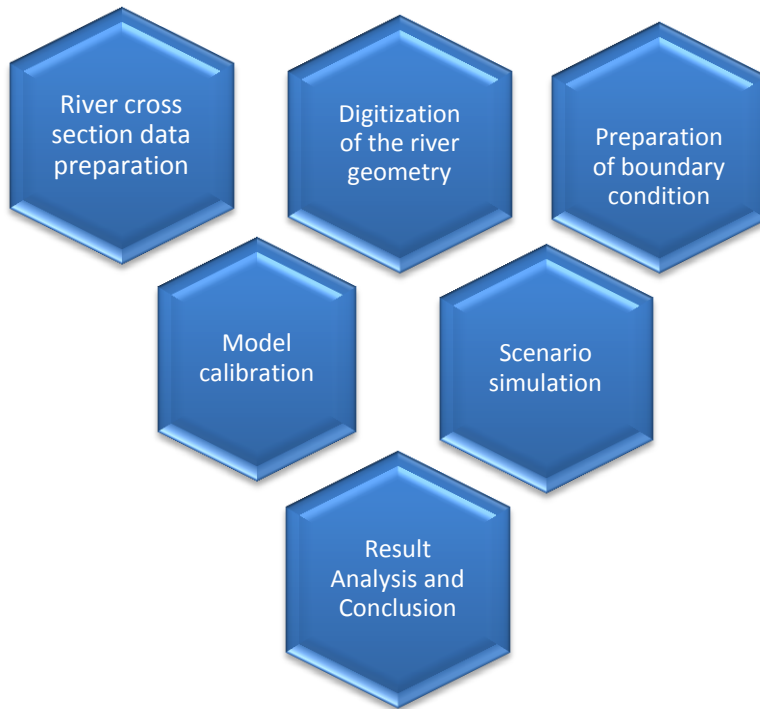 River cross
section data
preparation
Digitization
of the river
geometry
Preparation
of boundary
condition
Model
calibration
Scenario
simulation
Result
Analysis and
Conclusion